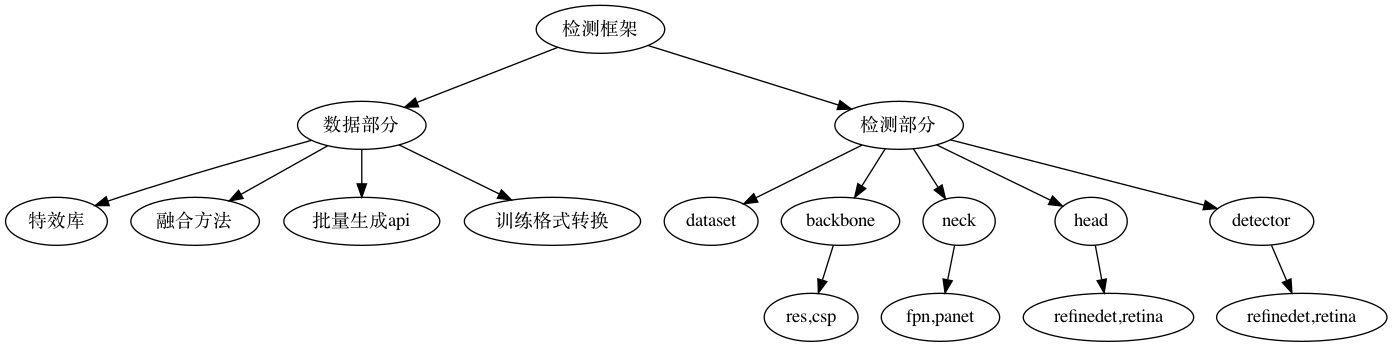 检测框架
数据部分
检测部分
特效库
融合方法
批量生成api
训练格式转换
dataset
backbone
neck
head
detector
res,csp
fpn,panet
refinedet,retina
refinedet,retina